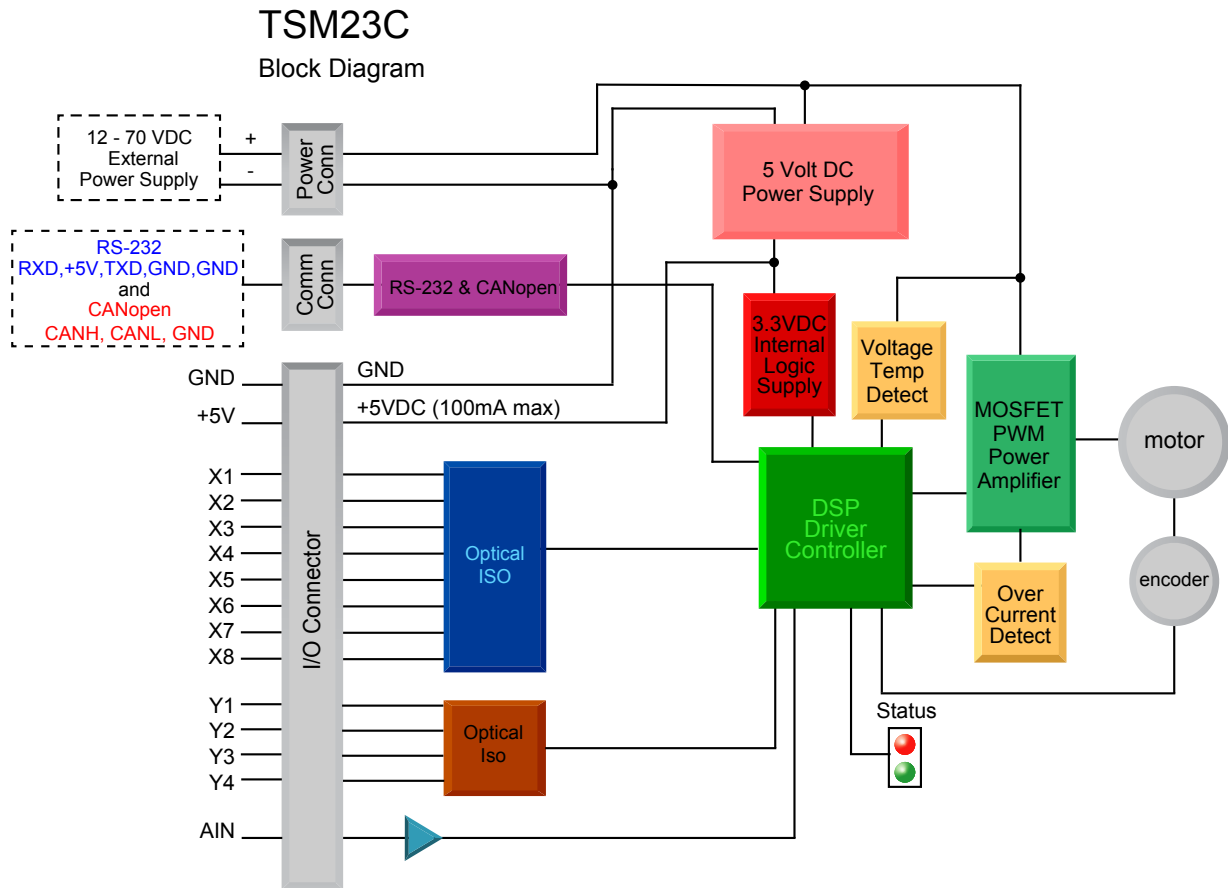 TSM23C
Block Diagram
12 - 70 VDC
External
Power Supply
+
-
Power
Conn
5 Volt DC
Power Supply
RS-232
RXD,+5V,TXD,GND,GND
and
CANopen
CANH, CANL, GND
Comm
Conn
RS-232 & CANopen
3.3VDC
Internal
Logic
Supply
Voltage
Temp
Detect
MOSFET
PWM
Power
Amplifier
motor
encoder
GND
GND
+5V
+5VDC (100mA max)
I/O Connector
X1
X2
X3
X4
X5
X6
X7
X8
Optical
ISO
DSP
Driver
Controller
Over
Current
Detect
Y1
Y2
Y3
Y4
Optical
Iso
Status
AIN